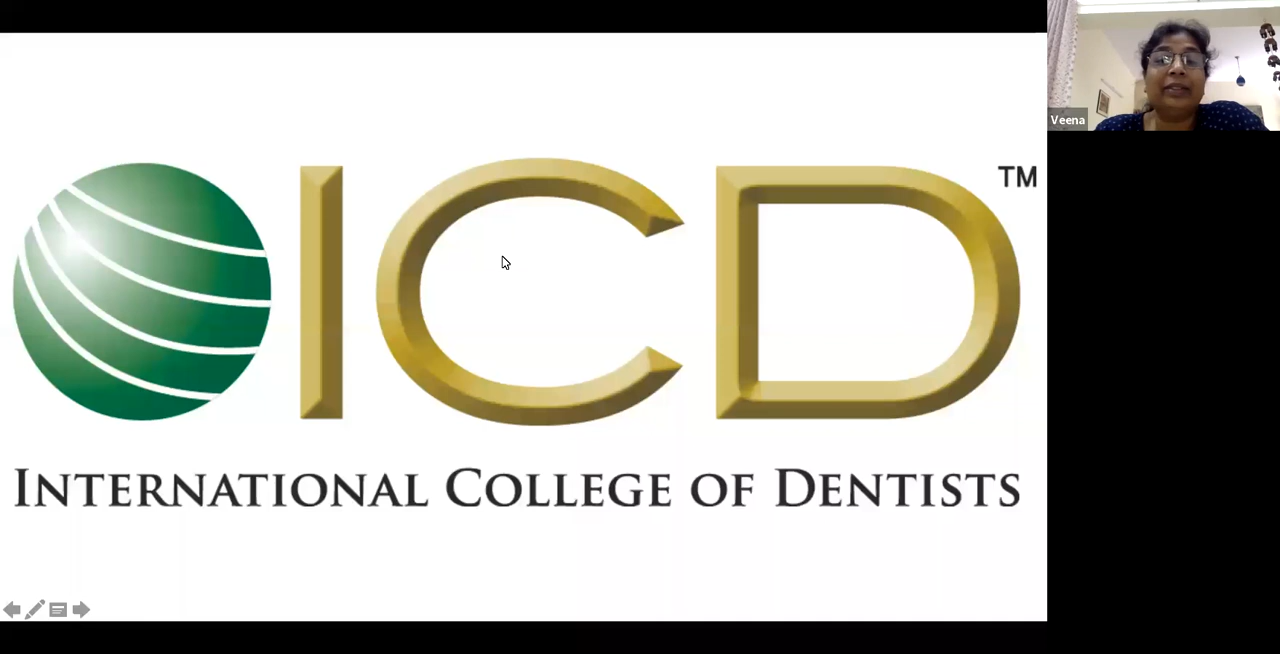 ICD™
INTERNATIONAL COLLEGE OF DENTISTS
Veena